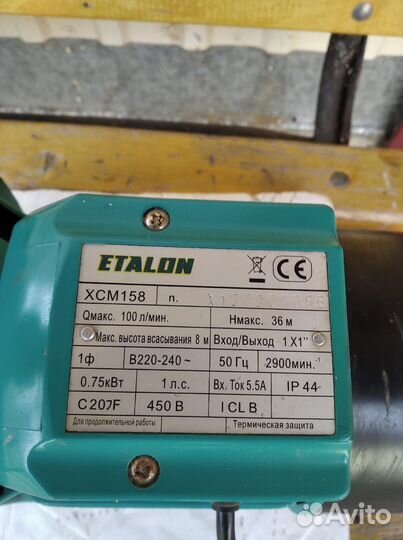 ETALON
CE
XCM158 n.
Qмакс. 100 л/мин. Hмакс. 36 м
Макс. высота всасывания 8 м Вход/Выход 1 X1"
1ф В220-240 ~ 50 Гц 2900мин.⁻¹
0.75кВт 1 л.с. Вх. Ток 5.5А IP 44
C 207F 450 В I CL B
Для продолжительной работы Термическая защита
Avito